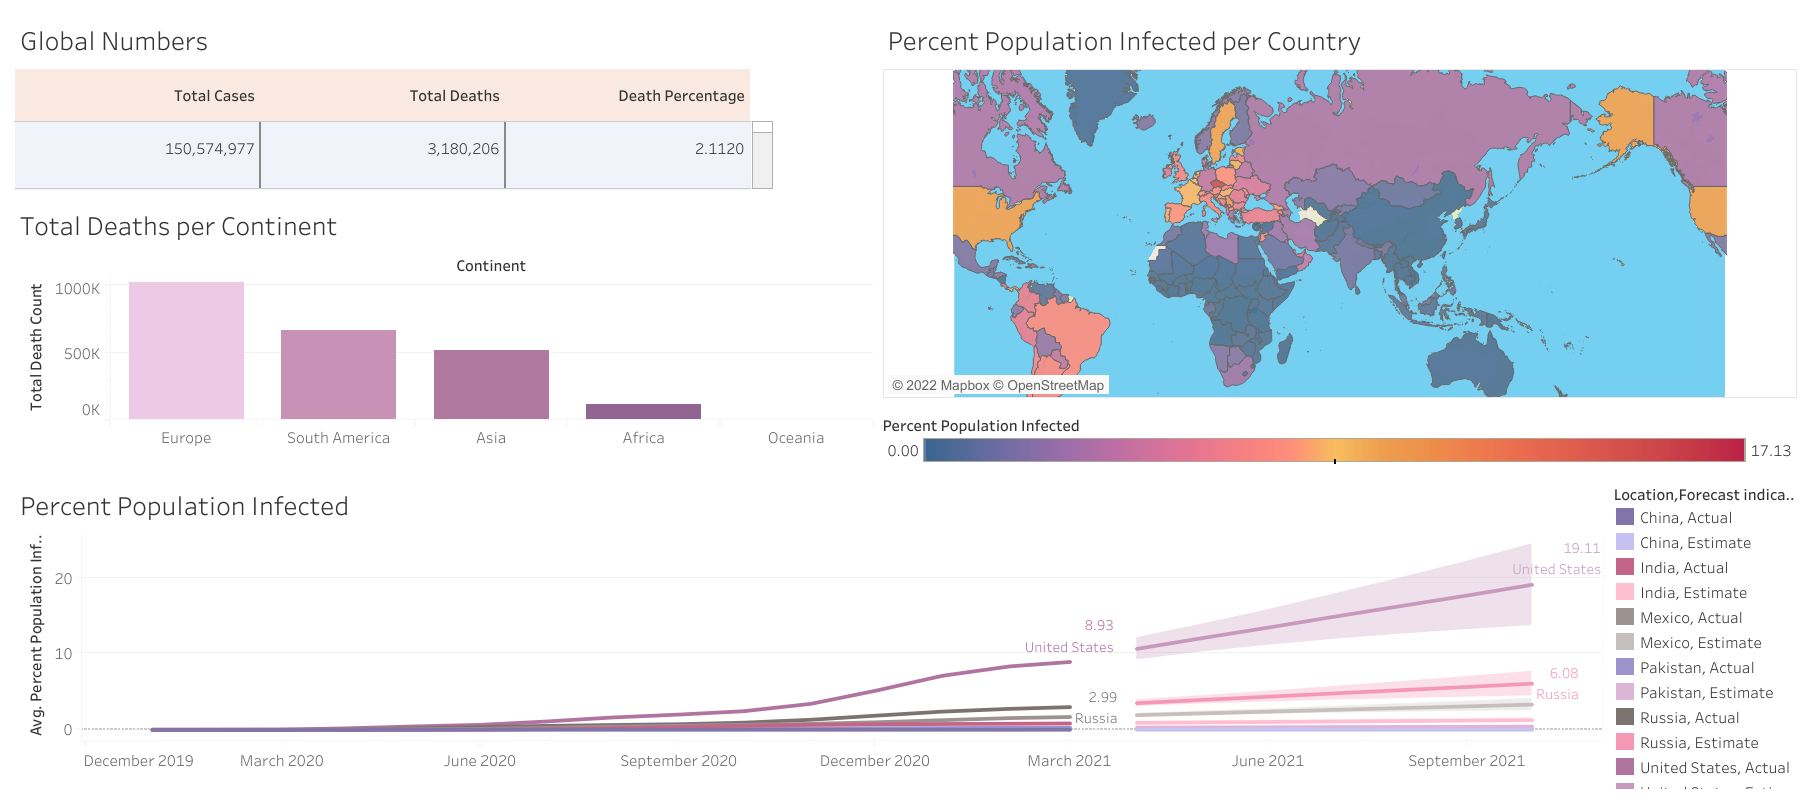 Global Numbers
Total Cases Total Deaths Death Percentage
150,574,977 3,180,206 2.1120
Total Deaths per Continent
Continent
Total Death Count
1000K
500K
0K
Europe South America Asia Africa Oceania
Percent Population Infected per Country
© 2022 Mapbox © OpenStreetMap
Percent Population Infected
0.00 17.13
Percent Population Infected
Avg. Percent Population Inf..
20
10
0
19.11
United States
8.93
United States
6.08
Russia
2.99
Russia
December 2019 March 2020 June 2020 September 2020 December 2020 March 2021 June 2021 September 2021
Location,Forecast indica..
China, Actual
China, Estimate
India, Actual
India, Estimate
Mexico, Actual
Mexico, Estimate
Pakistan, Actual
Pakistan, Estimate
Russia, Actual
Russia, Estimate
United States, Actual